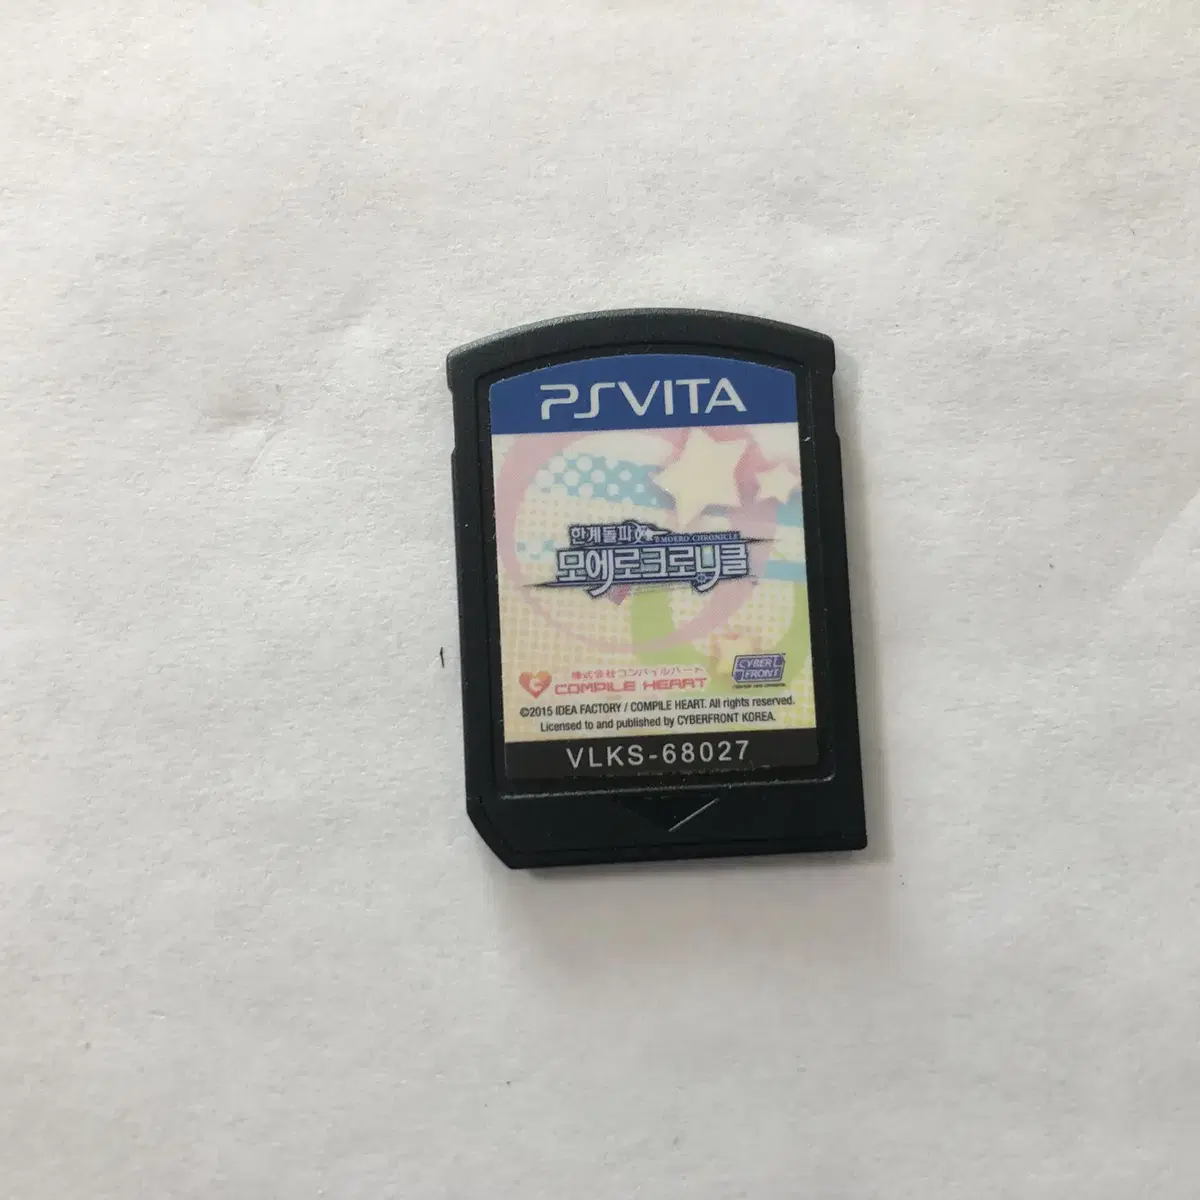 PSVITA
한계돌파
MOERO CHRONICLE
모에로크로니클
株式会社コンパイルハート
COMPILE HEART
CYBER
FRONT
©2015 IDEA FACTORY / COMPILE HEART. All rights reserved.
Licensed to and published by CYBERFRONT KOREA.
VLKS-68027